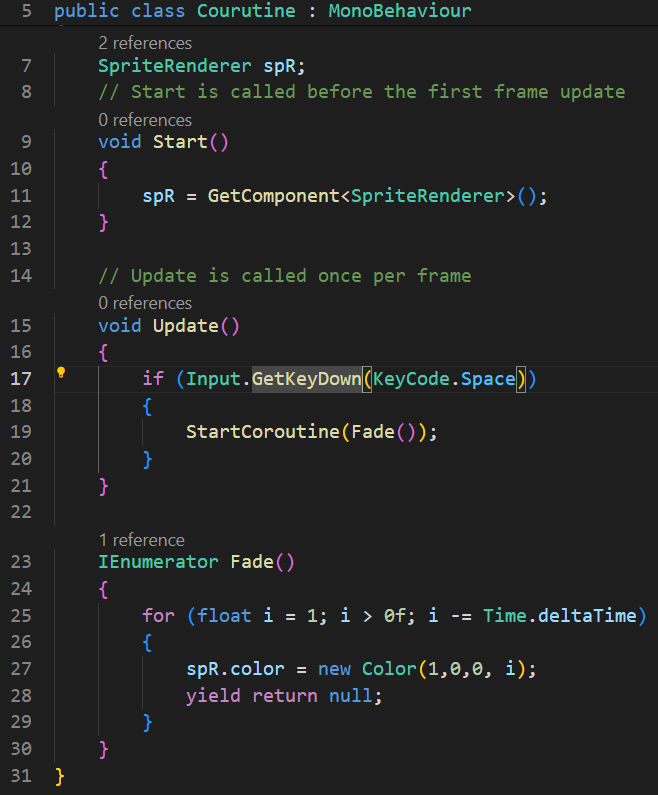 5 public class Courutine : MonoBehaviour
2 references
7 SpriteRenderer spR;
8 // Start is called before the first frame update
0 references
9 void Start()
10 {
11 spR = GetComponent<SpriteRenderer>();
12 }
13
14 // Update is called once per frame
0 references
15 void Update()
16 {
17 if (Input.GetKeyDown(KeyCode.Space))
18 {
19 StartCoroutine(Fade());
20 }
21 }
22
1 reference
23 IEnumerator Fade()
24 {
25 for (float i = 1; i > 0f; i -= Time.deltaTime)
26 {
27 spR.color = new Color(1,0,0, i);
28 yield return null;
29 }
30 }
31 }